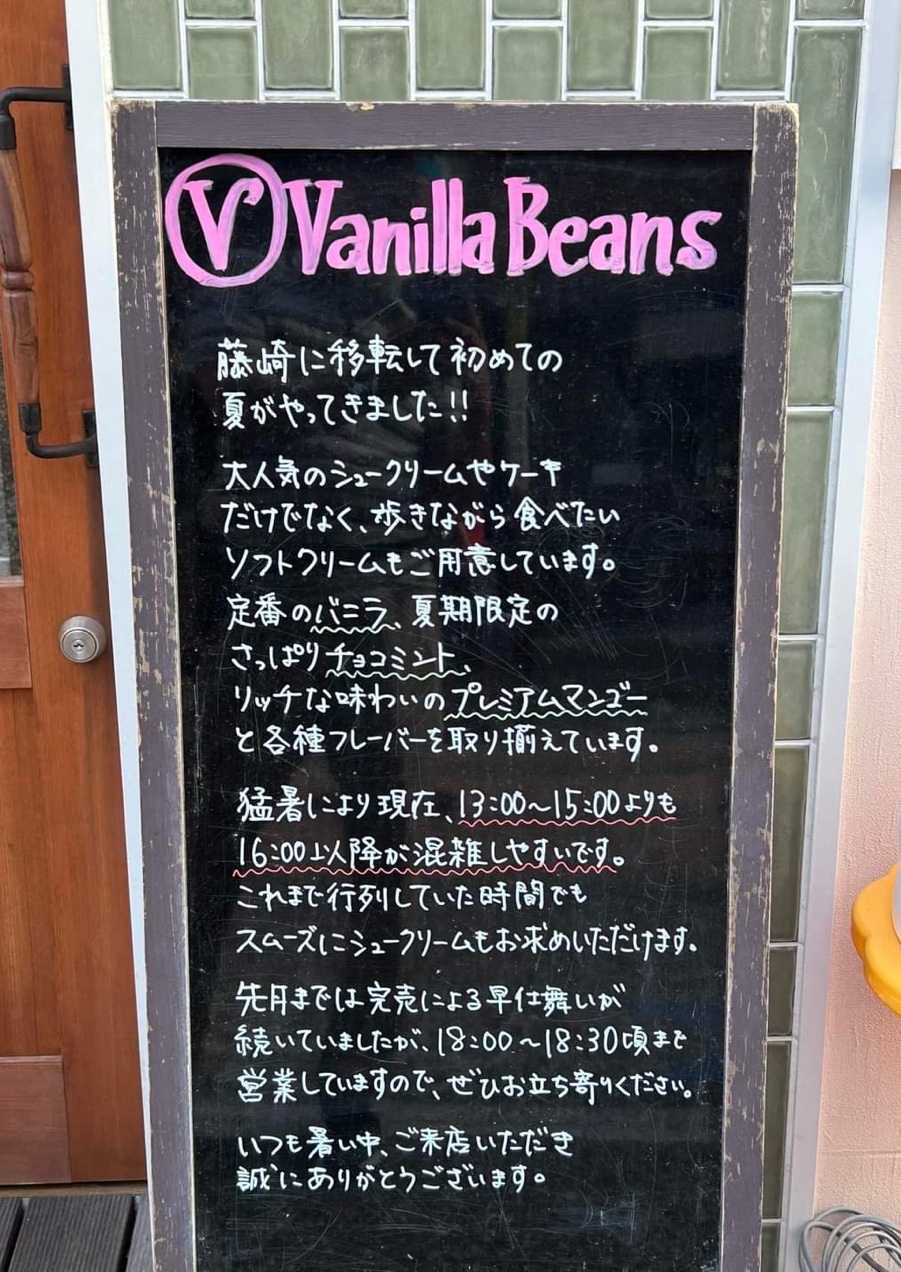 V Vanilla Beans
藤崎に移転して初めての
夏がやってきました!!
大人気のシュークリームやケーキ
だけでなく、歩きながら食べたい
ソフトクリームもご用意しています。
定番のバニラ、夏期限定の
さっぱりチョコミント、
リッチな味わいのプレミアムマンゴー
と各種フレーバーを取り揃えています。
猛暑により現在、13:00〜15:00よりも
16:00以降が混雑しやすいです。
これまで行列していた時間でも
スムーズにシュークリームもお求めいただけます。
先月までは完売による早仕舞いが
続いていましたが、18:00〜18:30頃まで
営業していますので、ぜひお立ち寄りください。
いつも暑い中、ご来店いただき
誠にありがとうございます。